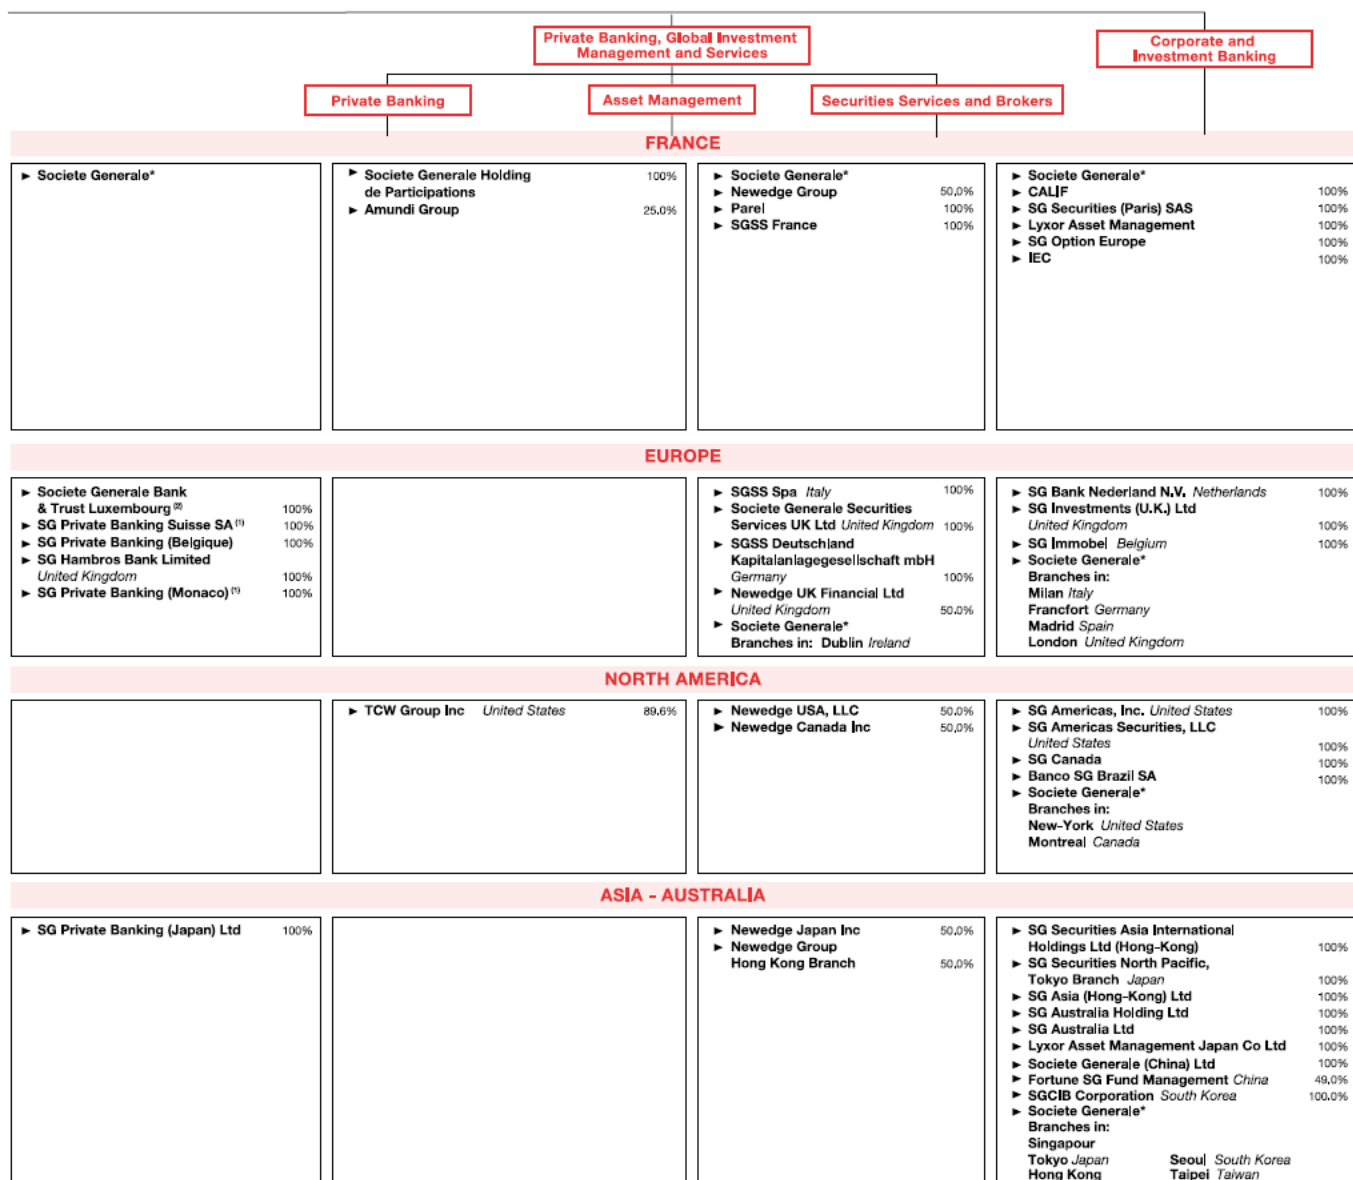 Private Banking, Global Investment
Management and Services
Corporate and
Investment Banking
Private Banking
Asset Management
Securities Services and Brokers
FRANCE
► Societe Generale*
► Societe Generale Holding
de Participations 100%
► Amundi Group 25.0%
► Societe Generale*
► Newedge Group 50.0%
► Parel 100%
► SGSS France 100%
► Societe Generale*
► CALIF 100%
► SG Securities (Paris) SAS 100%
► Lyxor Asset Management 100%
► SG Option Europe 100%
► IEC 100%
EUROPE
► Societe Generale Bank
& Trust Luxembourg (2) 100%
► SG Private Banking Suisse SA (1) 100%
► SG Private Banking (Belgique) 100%
► SG Hambros Bank Limited
United Kingdom 100%
► SG Private Banking (Monaco) (1) 100%
► SGSS Spa Italy 100%
► Societe Generale Securities
Services UK Ltd United Kingdom 100%
► SGSS Deutschland
Kapitalanlagegesellschaft mbH
Germany 100%
► Newedge UK Financial Ltd
United Kingdom 50.0%
► Societe Generale*
Branches in: Dublin Ireland
► SG Bank Nederland N.V. Netherlands 100%
► SG Investments (U.K.) Ltd
United Kingdom 100%
► SG Immobel Belgium 100%
► Societe Generale*
Branches in:
Milan Italy
Francfort Germany
Madrid Spain
London United Kingdom
NORTH AMERICA
► TCW Group Inc United States 89.6%
► Newedge USA, LLC 50.0%
► Newedge Canada Inc 50.0%
► SG Americas, Inc. United States 100%
► SG Americas Securities, LLC
United States 100%
► SG Canada 100%
► Banco SG Brazil SA 100%
► Societe Generale*
Branches in:
New-York United States
Montreal Canada
ASIA - AUSTRALIA
► SG Private Banking (Japan) Ltd 100%
► Newedge Japan Inc 50.0%
► Newedge Group
Hong Kong Branch 50.0%
► SG Securities Asia International
Holdings Ltd (Hong-Kong) 100%
► SG Securities North Pacific,
Tokyo Branch Japan 100%
► SG Asia (Hong-Kong) Ltd 100%
► SG Australia Holding Ltd 100%
► SG Australia Ltd 100%
► Lyxor Asset Management Japan Co Ltd 100%
► Societe Generale (China) Ltd 100%
► Fortune SG Fund Management China 49.0%
► SGCIB Corporation South Korea 100.0%
► Societe Generale*
Branches in:
Singapour
Tokyo Japan Seoul South Korea
Hong Kong Taipei Taiwan